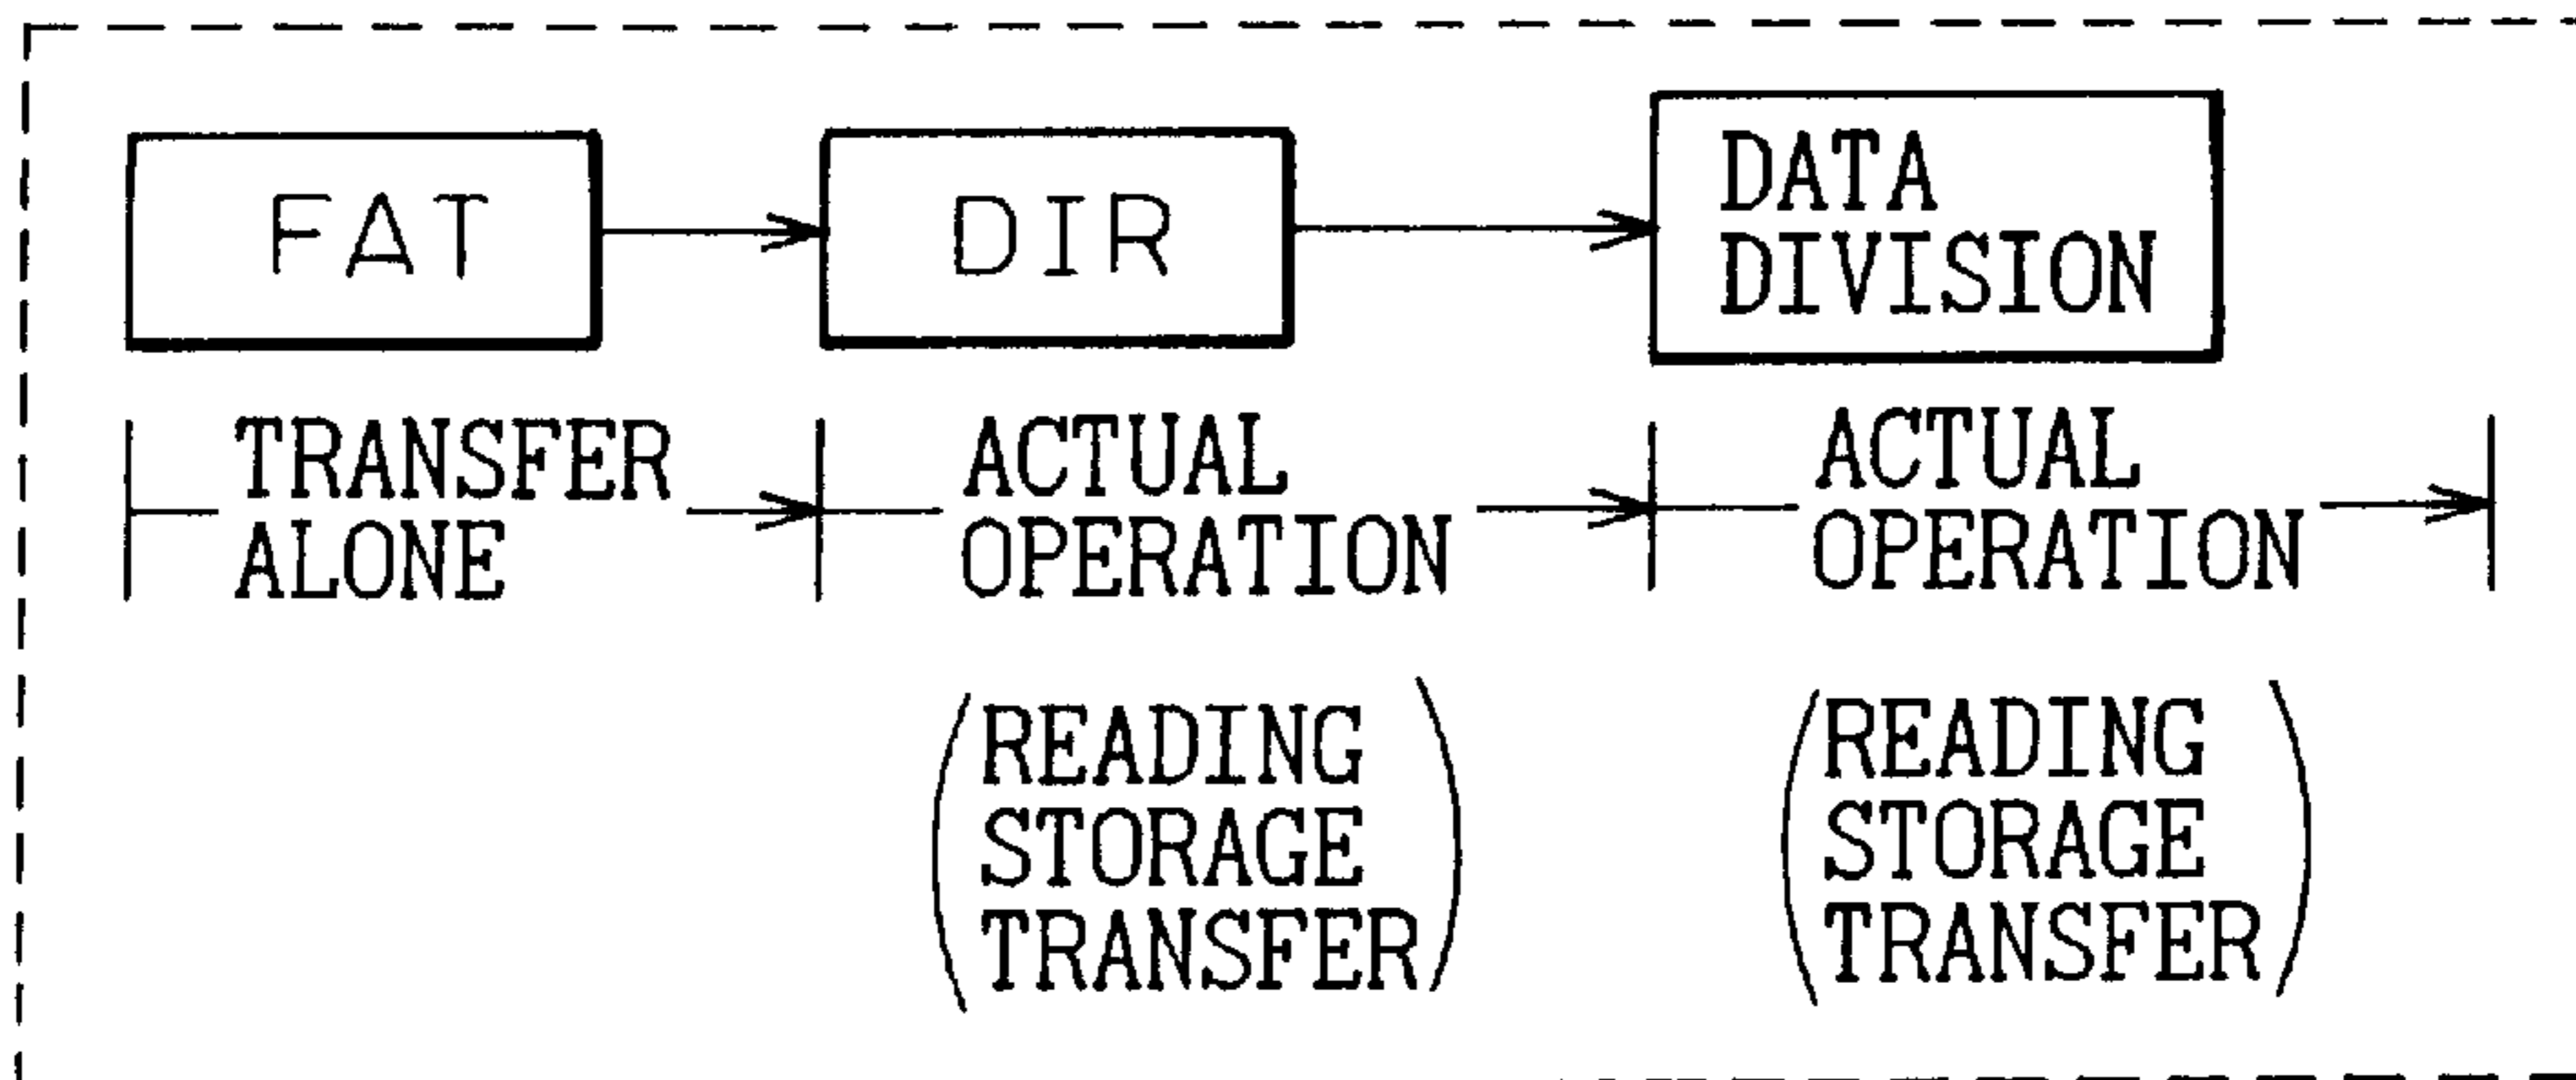 FAT
DIR
DATA
DIVISION
TRANSFER
ALONE
ACTUAL
OPERATION
ACTUAL
OPERATION
READING
STORAGE
TRANSFER
READING
STORAGE
TRANSFER